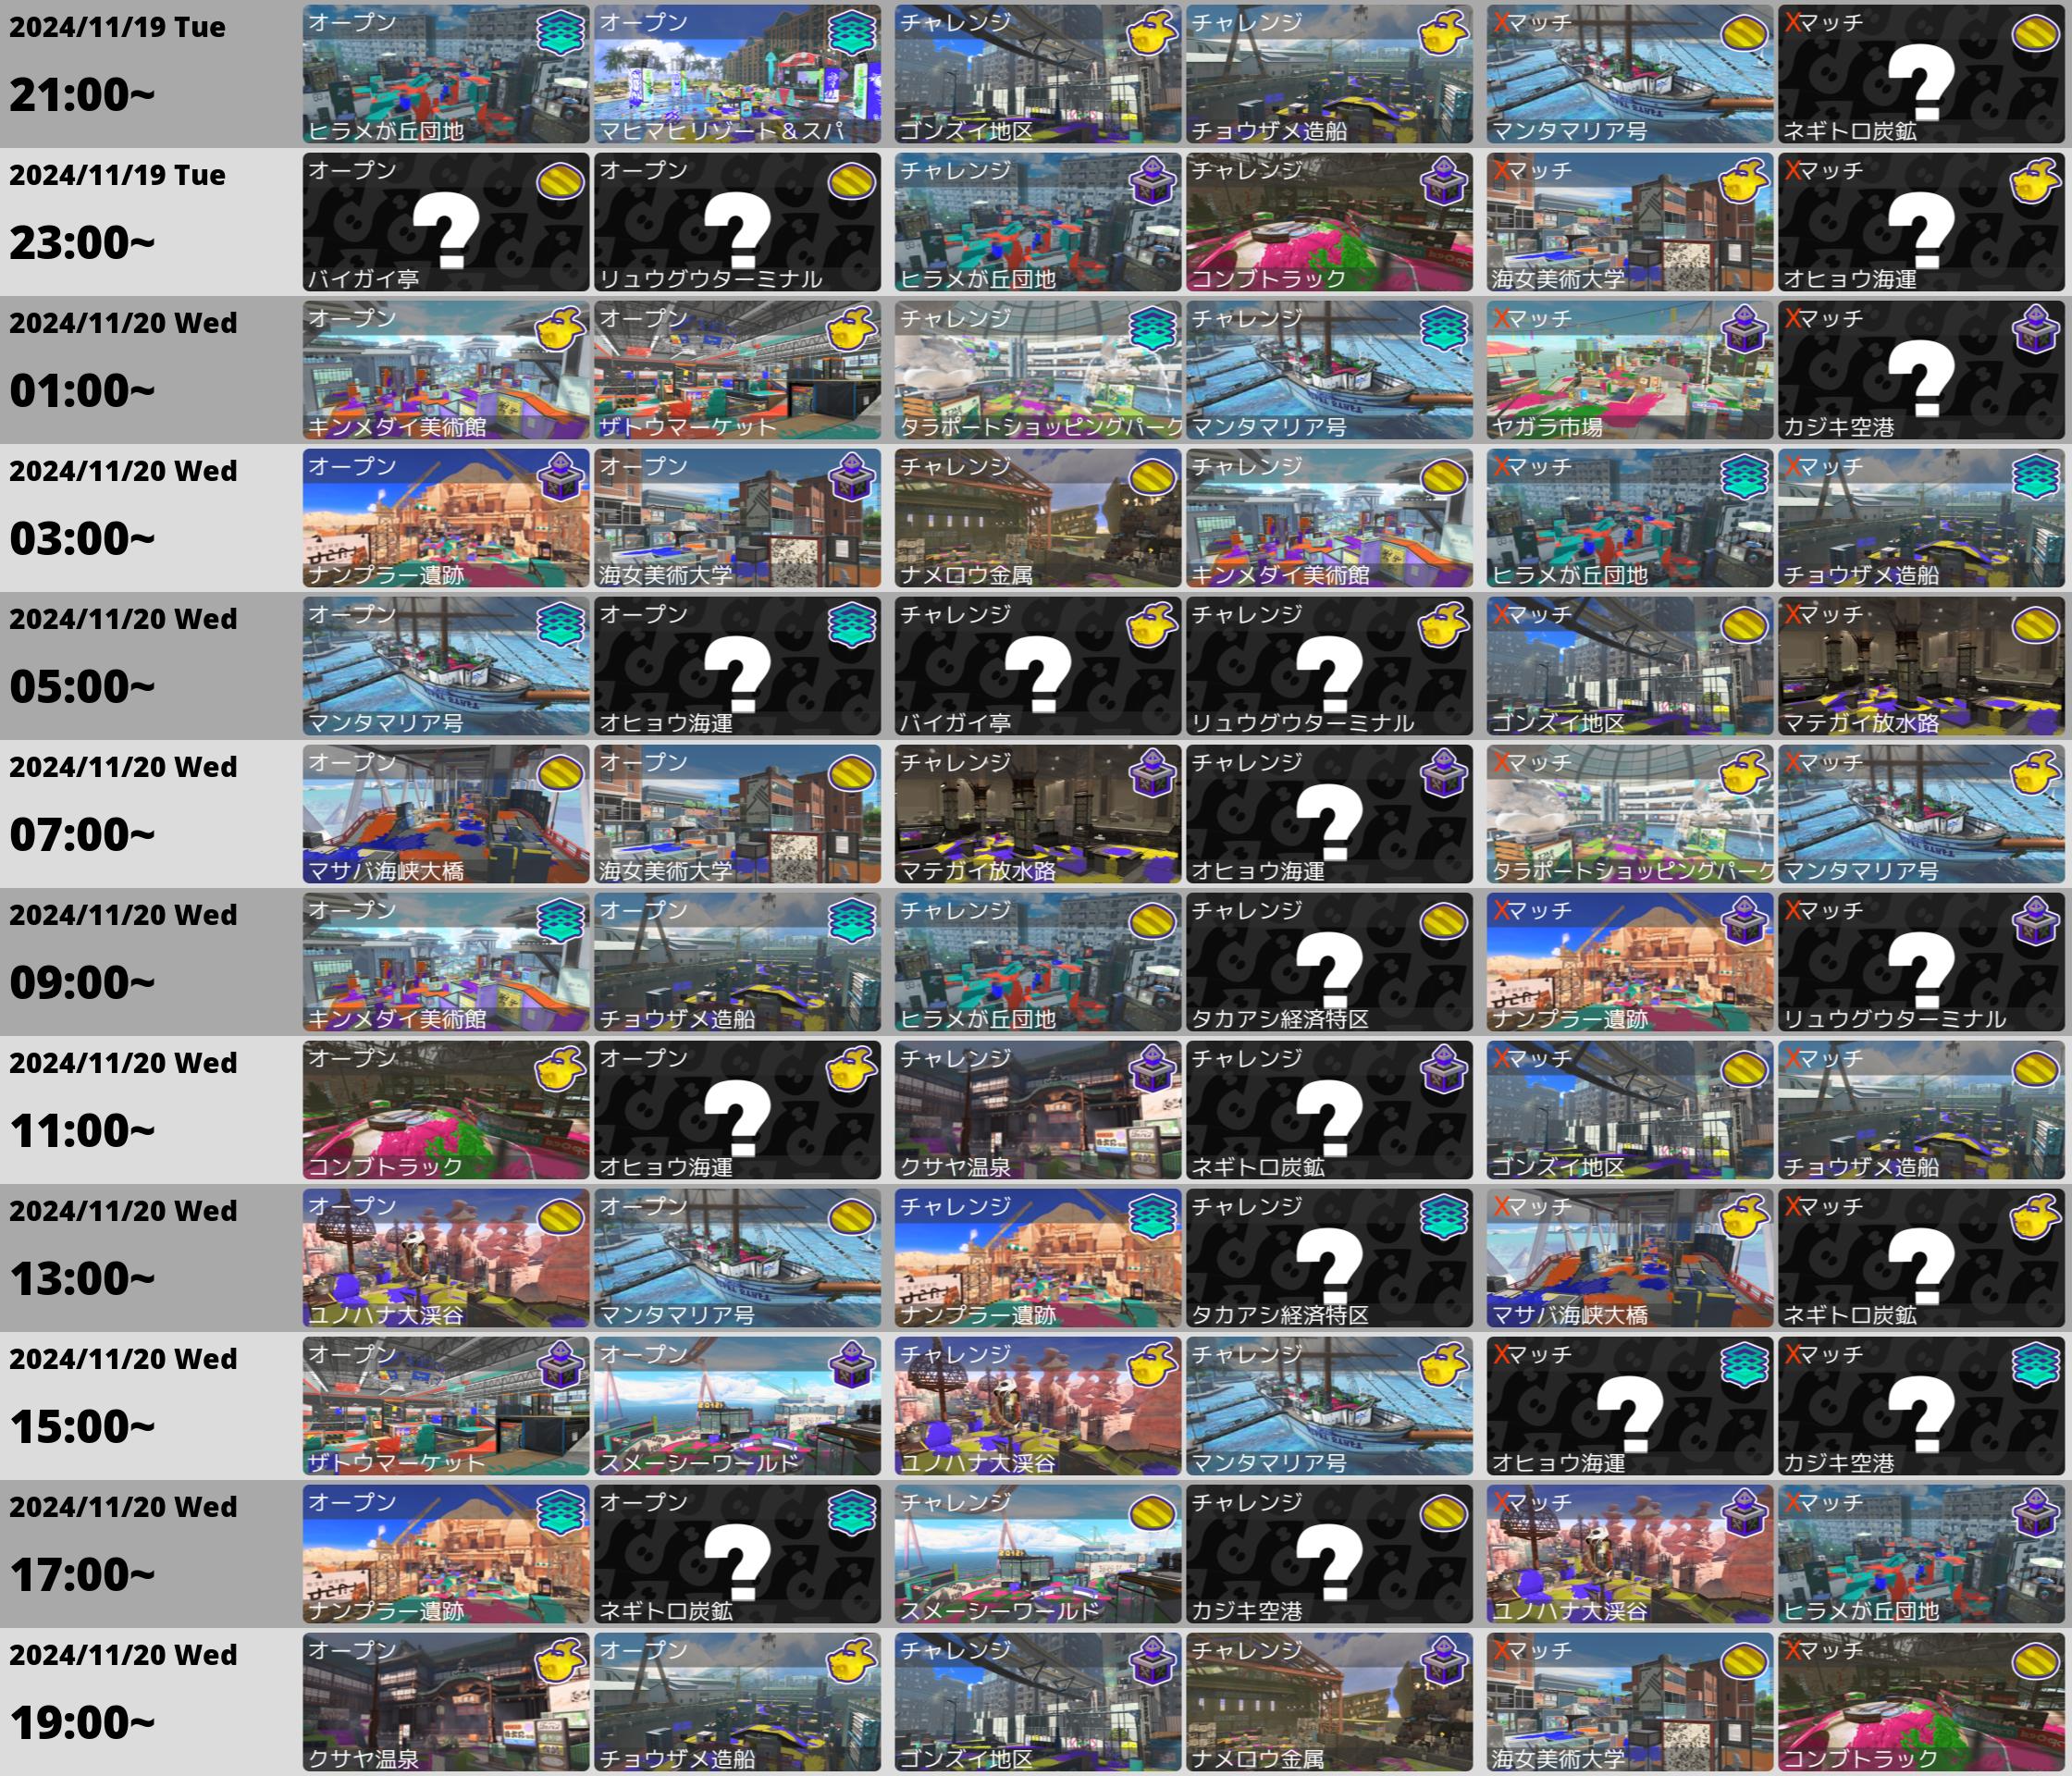 2024/11/19 Tue
21:00~
オープン
ヒラメが丘団地
オープン
マヒマヒリゾート＆スパ
チャレンジ
ゴンズイ地区
チャレンジ
チョウザメ造船
Xマッチ
マンタマリア号
Xマッチ
ネギトロ炭鉱
2024/11/19 Tue
23:00~
オープン
バイガイ亭
オープン
リュウグウターミナル
チャレンジ
ヒラメが丘団地
チャレンジ
コンブトラック
Xマッチ
海女美術大学
Xマッチ
オヒョウ海運
2024/11/20 Wed
01:00~
オープン
キンメダイ美術館
オープン
ザトウマーケット
チャレンジ
タラポートショッピングパーク
チャレンジ
マンタマリア号
Xマッチ
ヤガラ市場
Xマッチ
カジキ空港
2024/11/20 Wed
03:00~
オープン
ナンプラー遺跡
オープン
海女美術大学
チャレンジ
ナメロウ金属
チャレンジ
キンメダイ美術館
Xマッチ
ヒラメが丘団地
Xマッチ
チョウザメ造船
2024/11/20 Wed
05:00~
オープン
マンタマリア号
オープン
オヒョウ海運
チャレンジ
バイガイ亭
チャレンジ
リュウグウターミナル
Xマッチ
ゴンズイ地区
Xマッチ
マテガイ放水路
2024/11/20 Wed
07:00~
オープン
マサバ海峡大橋
オープン
海女美術大学
チャレンジ
マテガイ放水路
チャレンジ
オヒョウ海運
Xマッチ
タラポートショッピングパーク
Xマッチ
マンタマリア号
2024/11/20 Wed
09:00~
オープン
キンメダイ美術館
オープン
チョウザメ造船
チャレンジ
ヒラメが丘団地
チャレンジ
タカアシ経済特区
Xマッチ
ナンプラー遺跡
Xマッチ
リュウグウターミナル
2024/11/20 Wed
11:00~
オープン
コンブトラック
オープン
オヒョウ海運
チャレンジ
クサヤ温泉
チャレンジ
ネギトロ炭鉱
Xマッチ
ゴンズイ地区
Xマッチ
チョウザメ造船
2024/11/20 Wed
13:00~
オープン
ユノハナ大渓谷
オープン
マンタマリア号
チャレンジ
ナンプラー遺跡
チャレンジ
タカアシ経済特区
Xマッチ
マサバ海峡大橋
Xマッチ
ネギトロ炭鉱
2024/11/20 Wed
15:00~
オープン
ザトウマーケット
オープン
スメーシーワールド
チャレンジ
ユノハナ大渓谷
チャレンジ
マンタマリア号
Xマッチ
オヒョウ海運
Xマッチ
カジキ空港
2024/11/20 Wed
17:00~
オープン
ナンプラー遺跡
オープン
ネギトロ炭鉱
チャレンジ
スメーシーワールド
チャレンジ
カジキ空港
Xマッチ
ユノハナ大渓谷
Xマッチ
ヒラメが丘団地
2024/11/20 Wed
19:00~
オープン
クサヤ温泉
オープン
チョウザメ造船
チャレンジ
ゴンズイ地区
チャレンジ
ナメロウ金属
Xマッチ
海女美術大学
Xマッチ
コンブトラック